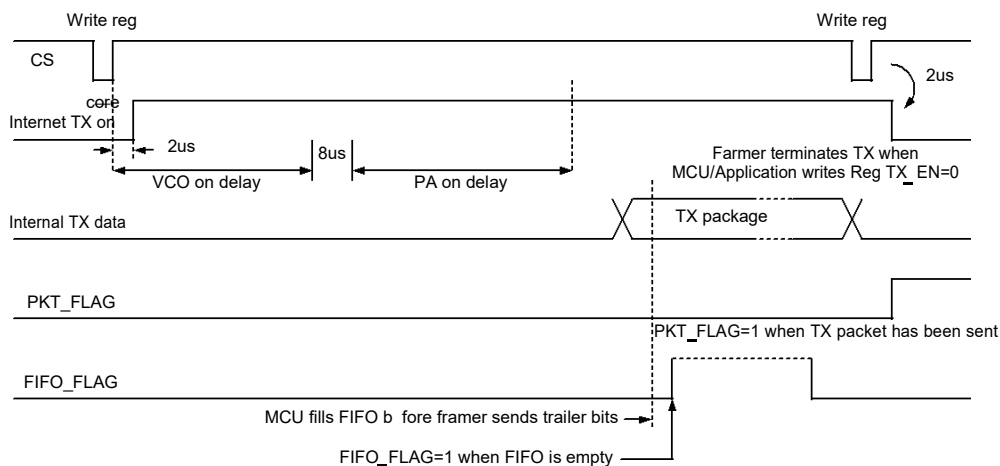 Write reg
Write reg
CS
2us
core
Internet TX on
2us
8us
VCO on delay
PA on delay
Farmer terminates TX when
MCU/Application writes Reg TX_EN=0
Internal TX data
TX package
PKT_FLAG
PKT_FLAG=1 when TX packet has been sent
FIFO_FLAG
MCU fills FIFO b fore framer sends trailer bits
FIFO_FLAG=1 when FIFO is empty